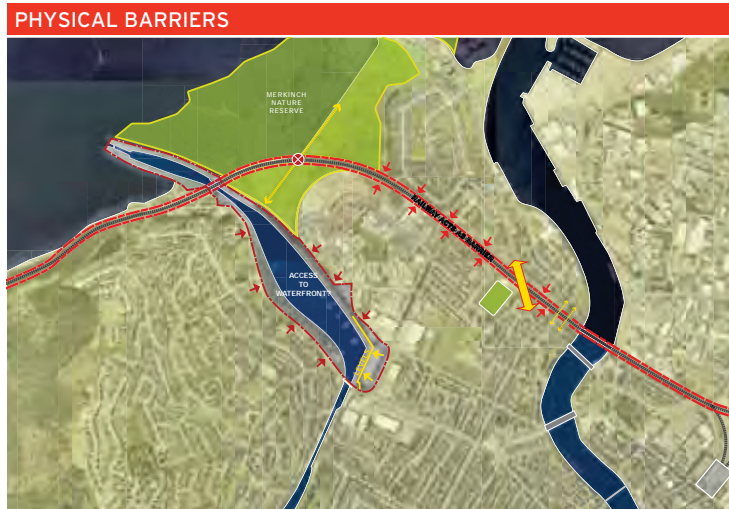 PHYSICAL BARRIERS
MERKINCH
NATURE
RESERVE
RAILWAY ACTS AS BARRIER
ACCESS
TO
WATERFRONT?